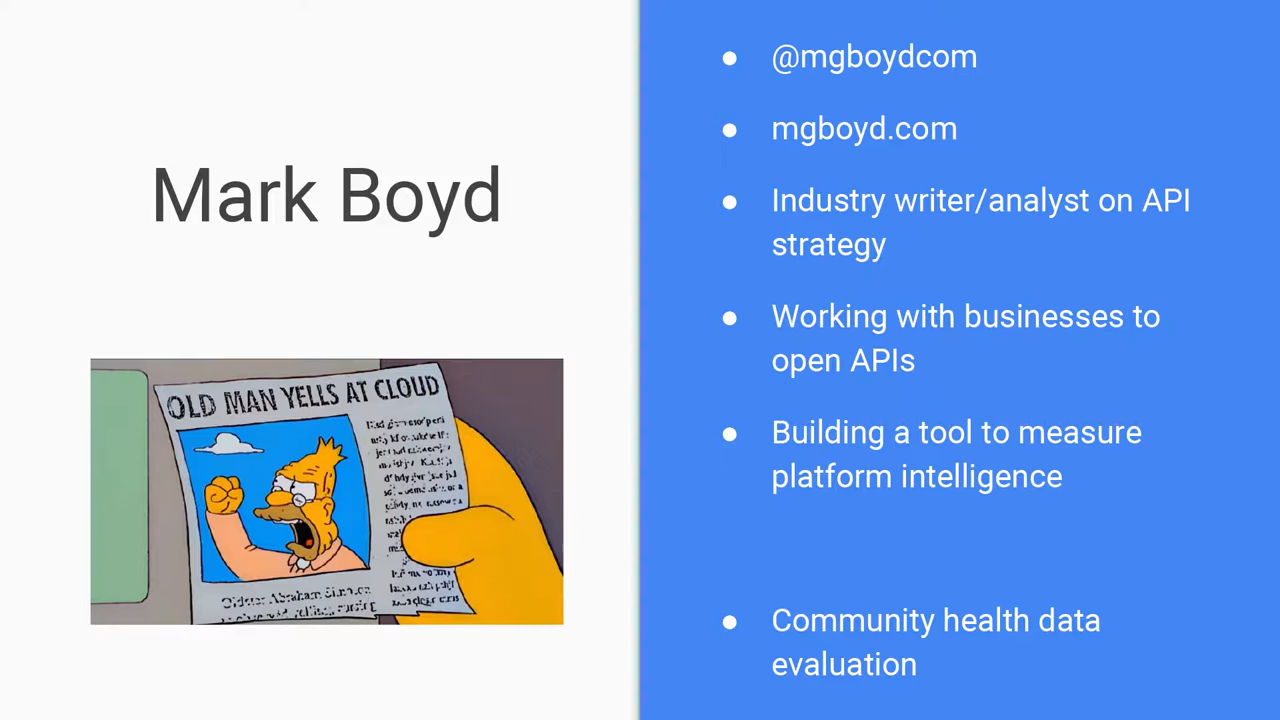 Mark Boyd
OLD MAN YELLS AT CLOUD
@mgboydcom
mgboyd.com
Industry writer/analyst on API
strategy
Working with businesses to
open APIs
Building a tool to measure
platform intelligence
Community health data
evaluation